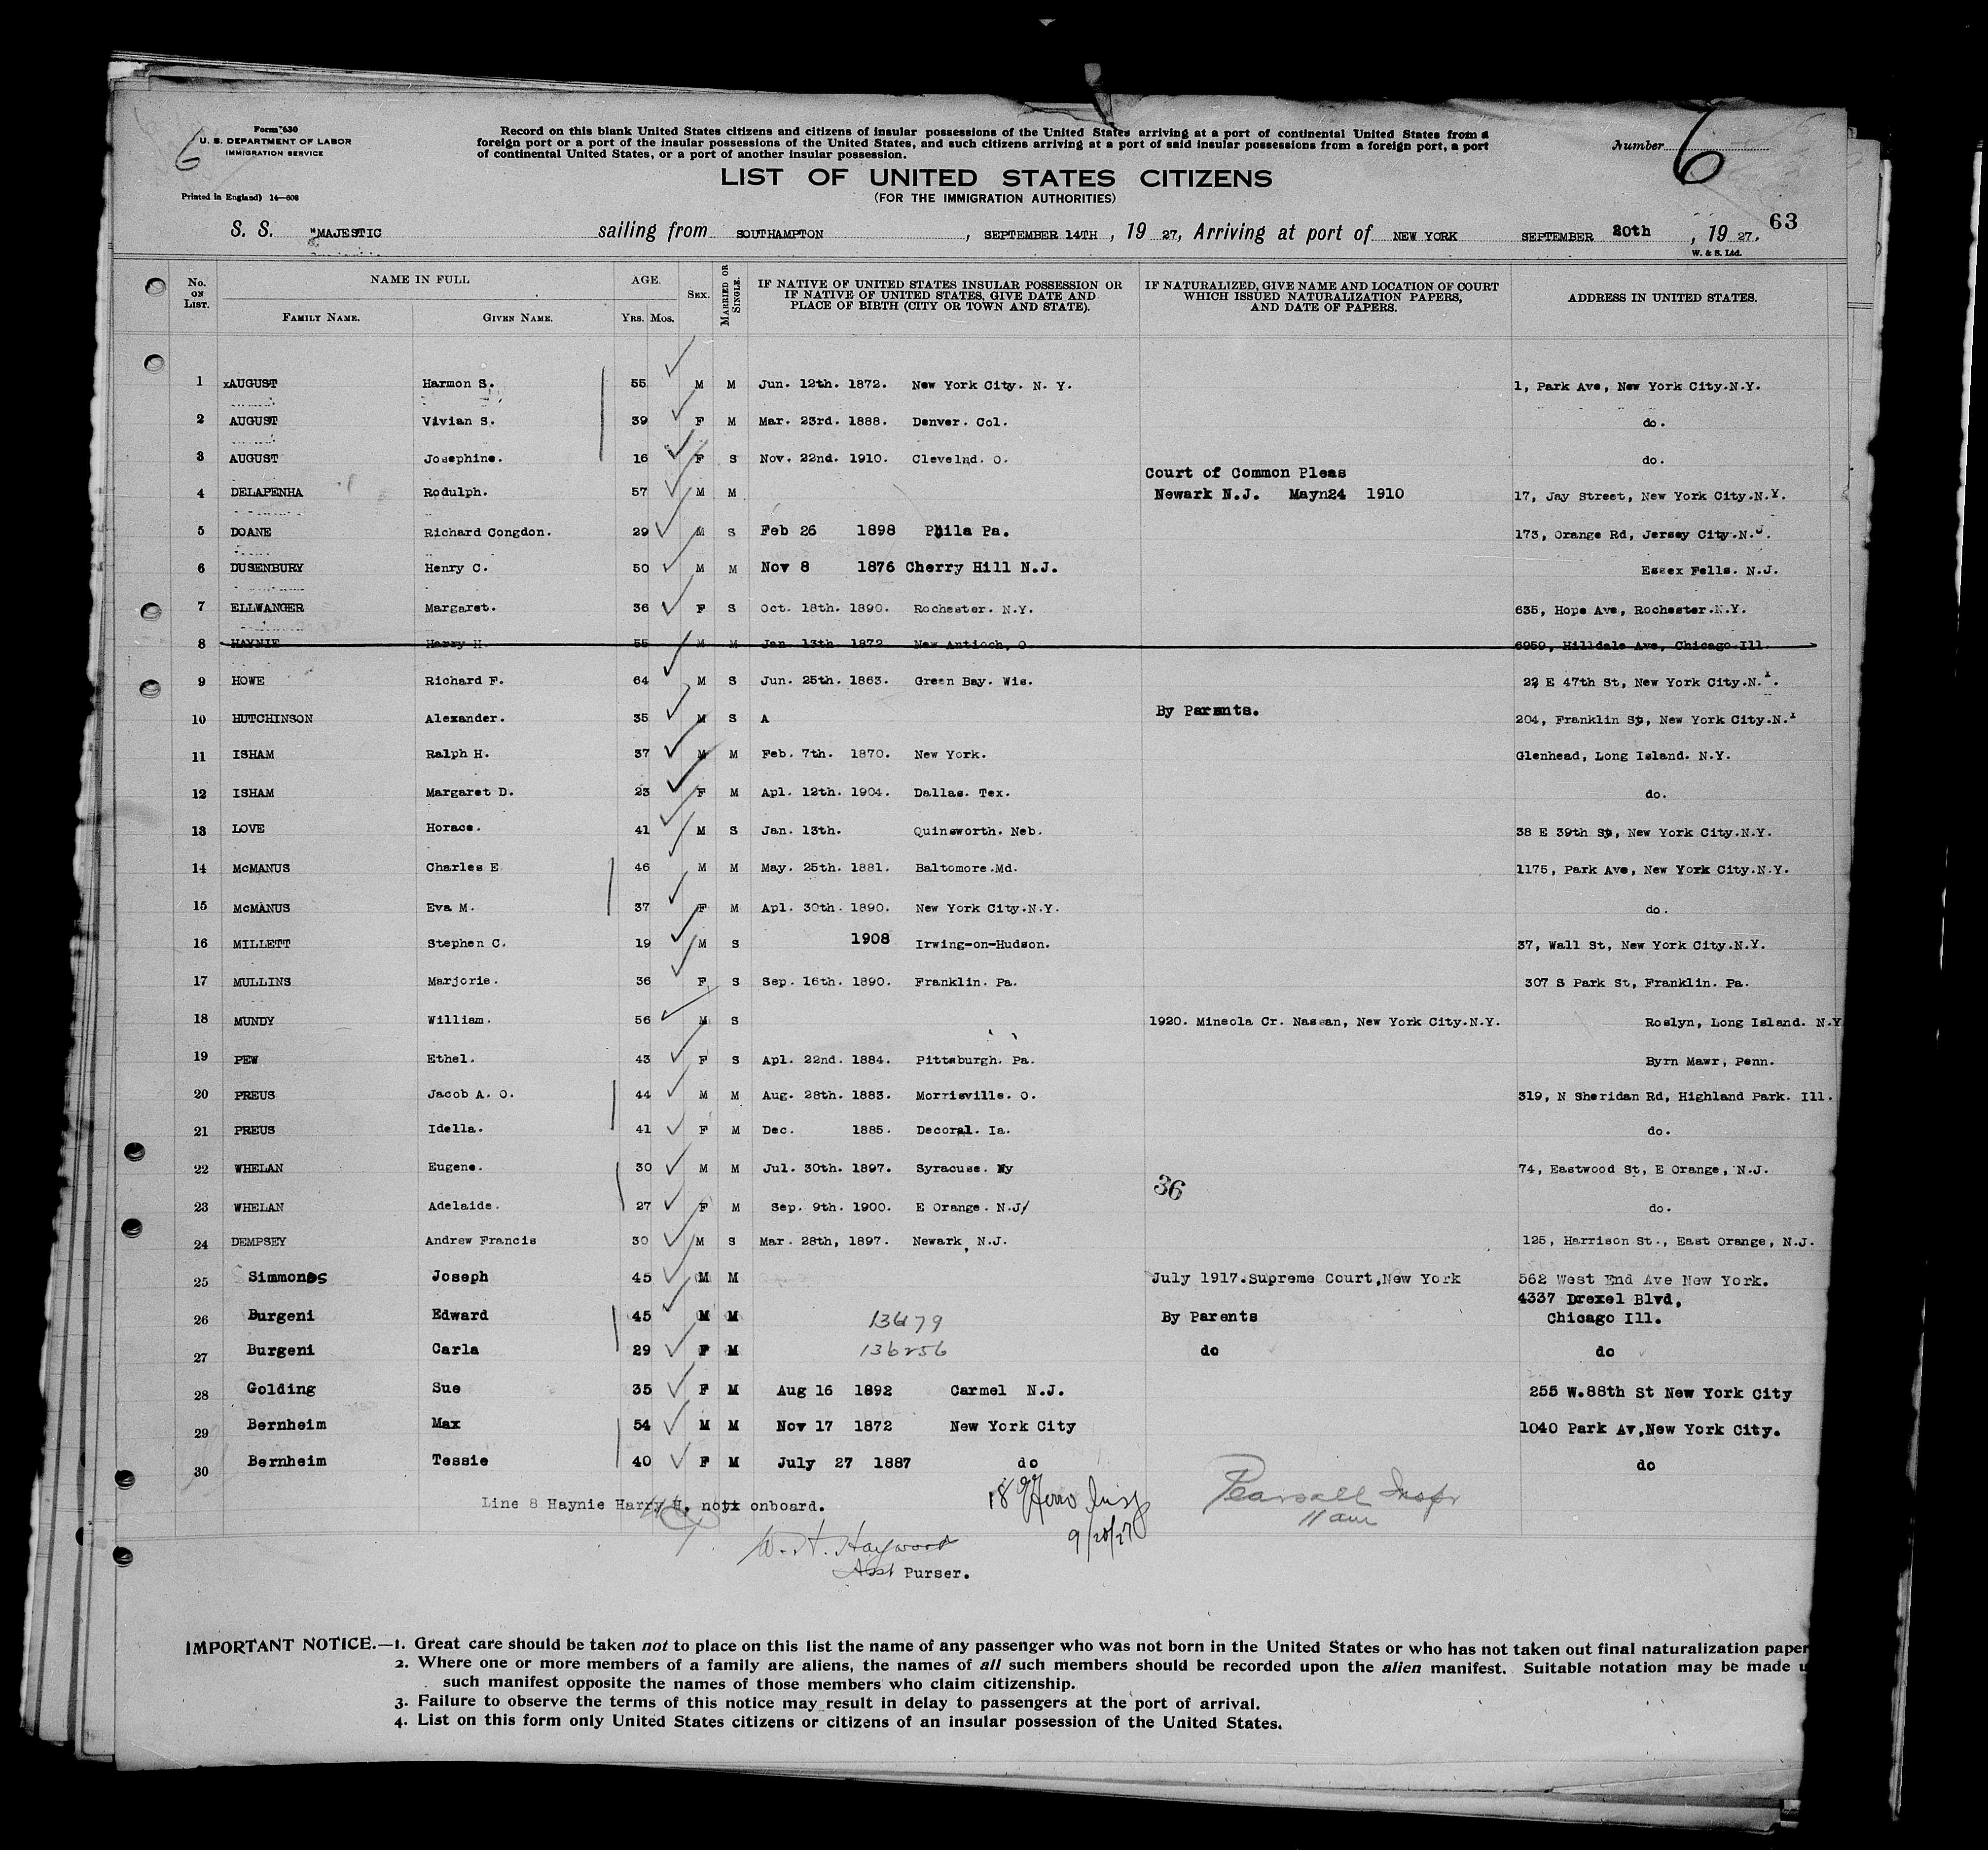 6
Form 630
U. S. DEPARTMENT OF LABOR
IMMIGRATION SERVICE
Printed in England) 14—608
Record on this blank United States citizens and citizens of insular possessions of the United States arriving at a port of continental United States from a
foreign port or a port of the insular possessions of the United States, and such citizens arriving at a port of said insular possessions from a foreign port, a port
of continental United States, or a port of another insular possession.
Number 6
LIST OF UNITED STATES CITIZENS
(FOR THE IMMIGRATION AUTHORITIES)
63
S. S. "MAJESTIC sailing from SOUTHAMPTON, SEPTEMBER 14TH, 19 27, Arriving at port of NEW YORK SEPTEMBER 20th, 19 27.
W. & S. Ltd.
No. ON LIST. NAME IN FULL FAMILY NAME. GIVEN NAME. AGE. YRS. MOS. SEX. MARRIED OR SINGLE. IF NATIVE OF UNITED STATES INSULAR POSSESSION OR IF NATIVE OF UNITED STATES, GIVE DATE AND PLACE OF BIRTH (CITY OR TOWN AND STATE). IF NATURALIZED, GIVE NAME AND LOCATION OF COURT WHICH ISSUED NATURALIZATION PAPERS, AND DATE OF PAPERS. ADDRESS IN UNITED STATES.
1 xAUGUST Harmon S. 55 M M Jun. 12th. 1872. New York City. N. Y. 1, Park Ave, New York City.N.Y.
2 AUGUST Vivian S. 39 F M Mar. 23rd. 1888. Denver. Col. do.
3 AUGUST Josephine. 16 F S Nov. 22nd. 1910. Clevelnd. O. do.
Court of Common Pleas
4 DELAPENHA Rodulph. 57 M M Newark N.J. Mayn24 1910 17, Jay Street, New York City.N.Y.
5 DOANE Richard Congdon. 29 M S Feb 26 1898 Phila Pa. 173, Orange Rd, Jersey City.N.J.
6 DUSENBURY Henry C. 50 M M Nov 8 1876 Cherry Hill N.J. Essex Fells. N.J.
7 ELLWANGER Margaret. 36 F S Oct. 18th. 1890. Rochester. N.Y. 635, Hope Ave, Rochester.N.Y.
8 HAYNIE Harry H. 55 M M Jan 13th 1872 New Antioch, O. 6959, Hilldale Ave, Chicago Ill
9 HOWE Richard F. 64 M S Jun. 25th. 1863. Green Bay. Wis. 22 E 47th St, New York City.N.Y.
10 HUTCHINSON Alexander. 35 M S A By Parents. 204, Franklin St, New York City.N.Y
11 ISHAM Ralph H. 37 M M Feb. 7th. 1870. New York. Glenhead, Long Island. N.Y.
12 ISHAM Margaret D. 23 F M Apl. 12th. 1904. Dallas. Tex. do.
13 LOVE Horace. 41 M S Jan. 13th. Quinsworth. Neb. 38 E 39th St, New York City.N.Y.
14 McMANUS Charles E 46 M M May. 25th. 1881. Baltomore.Md. 1175, Park Ave, New York City.N.Y.
15 McMANUS Eva M. 37 F M Apl. 30th. 1890. New York City.N.Y. do.
16 MILLETT Stephen C. 19 M S 1908 Irwing-on-Hudson. 37, Wall St, New York City.N.Y.
17 MULLINS Marjorie. 36 F S Sep. 16th. 1890. Franklin. Pa. 307 S Park St, Franklin. Pa.
18 MUNDY William. 56 M S 1920. Mineola Cr. Nassan, New York City.N.Y. Roslyn, Long Island. N.Y
19 PEW Ethel. 43 F S Apl. 22nd. 1884. Pittsburgh. Pa. Byrn Mawr, Penn.
20 PREUS Jacob A. O. 44 M M Aug. 28th. 1883. Morrisville. O. 319, N Sheridan Rd, Highland Park. Ill.
21 PREUS Idella. 41 F M Dec. 1885. Decoral. Ia. do.
22 WHELAN Eugene. 30 M M Jul. 30th. 1897. Syracuse. Ny 74, Eastwood St, E Orange, N.J.
36
23 WHELAN Adelaide. 27 F M Sep. 9th. 1900. E Orange. N.J/ do.
24 DEMPSEY Andrew Francis 30 M S Mar. 28th, 1897. Newark, N.J. 125, Harrison St., East Orange, N.J.
25 Simmonds Joseph 45 M M July 1917.Supreme Court,New York 562 West End Ave New York.
4337 Drexel Blvd,
26 Burgeni Edward 45 M M By Parents Chicago Ill.
27 Burgeni Carla 29 F M 136256 do do
28 Golding Sue 35 F M Aug 16 1892 Carmel N.J. 255 W.88th St New York City
29 Bernheim Max 54 M M Nov 17 1872 New York City 1040 Park Av,New York City.
30 Bernheim Tessie 40 F M July 27 1887 do do
Line 8 Haynie Harry H. not onboard.
Pearsall Inspr
11 am
9/20/27
W. H. Haywood
Asst Purser.
IMPORTANT NOTICE.—1. Great care should be taken not to place on this list the name of any passenger who was not born in the United States or who has not taken out final naturalization paper
2. Where one or more members of a family are aliens, the names of all such members should be recorded upon the alien manifest. Suitable notation may be made u
such manifest opposite the names of those members who claim citizenship.
3. Failure to observe the terms of this notice may result in delay to passengers at the port of arrival.
4. List on this form only United States citizens or citizens of an insular possession of the United States.